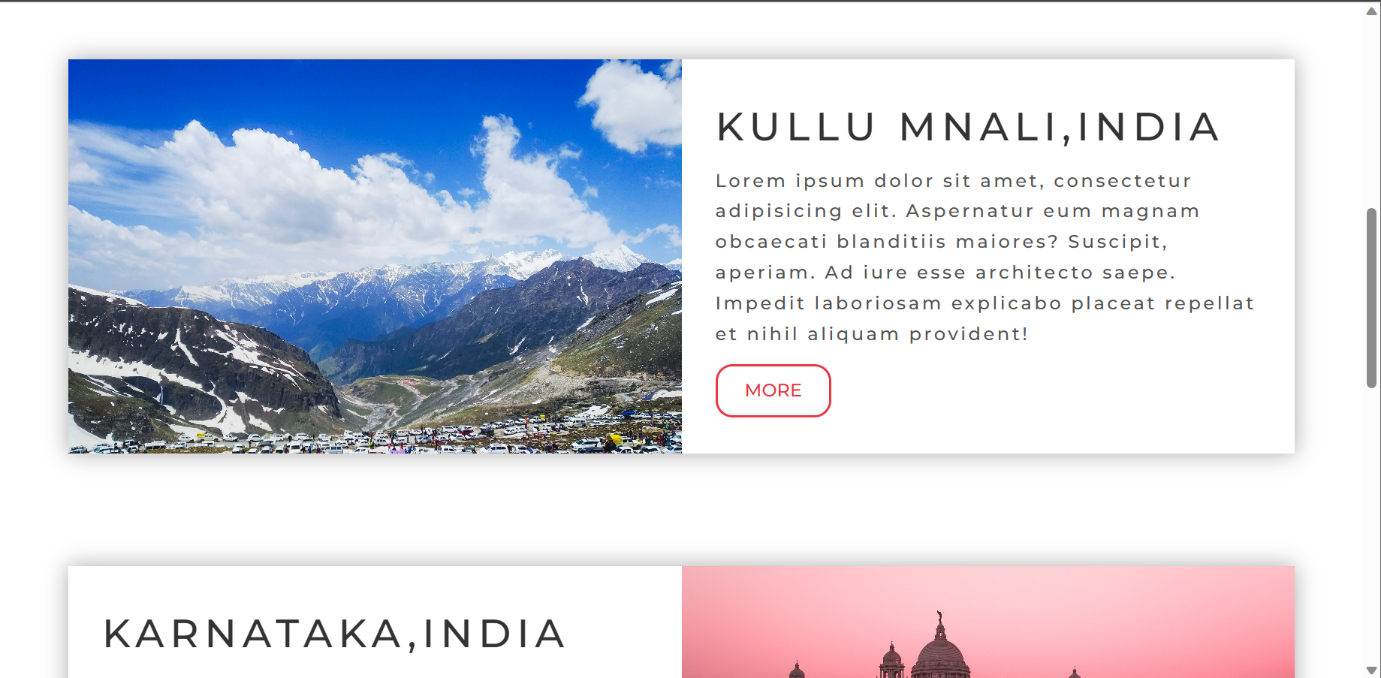 KULLU MNALI,INDIA
Lorem ipsum dolor sit amet, consectetur
adipisicing elit. Aspernatur eum magnam
obcaecati blanditiis maiores? Suscipit,
aperiam. Ad iure esse architecto saepe.
Impedit laboriosam explicabo placeat repellat
et nihil aliquam provident!
MORE
KARNATAKA,INDIA